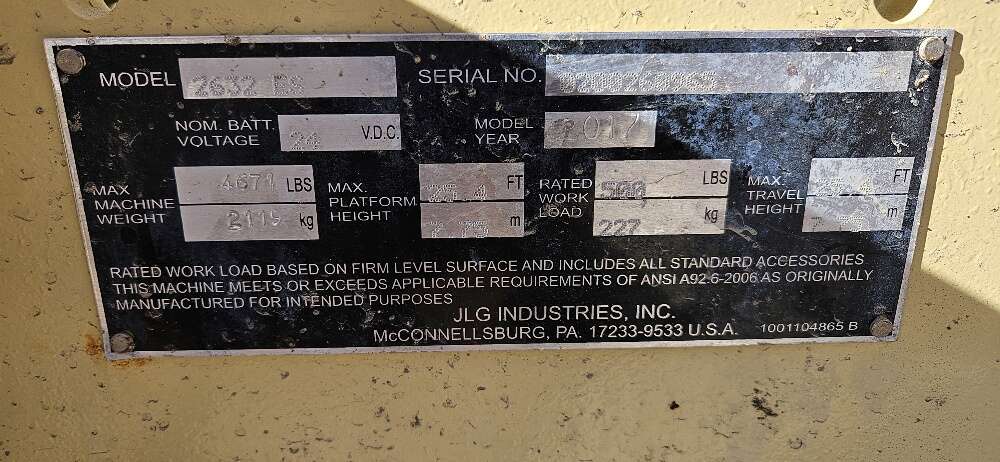 MODEL 2632 ES SERIAL NO.
NOM. BATT. VOLTAGE 24 V.D.C. MODEL YEAR 2017
MAX MACHINE WEIGHT 4671 LBS
2119 kg
MAX. PLATFORM HEIGHT FT
m
RATED WORK LOAD 500 LBS
227 kg
MAX. TRAVEL HEIGHT FT
m
RATED WORK LOAD BASED ON FIRM LEVEL SURFACE AND INCLUDES ALL STANDARD ACCESSORIES
THIS MACHINE MEETS OR EXCEEDS APPLICABLE REQUIREMENTS OF ANSI A92.6-2006 AS ORIGINALLY
MANUFACTURED FOR INTENDED PURPOSES
JLG INDUSTRIES, INC.
McCONNELLSBURG, PA. 17233-9533 U.S.A. 1001104865 B